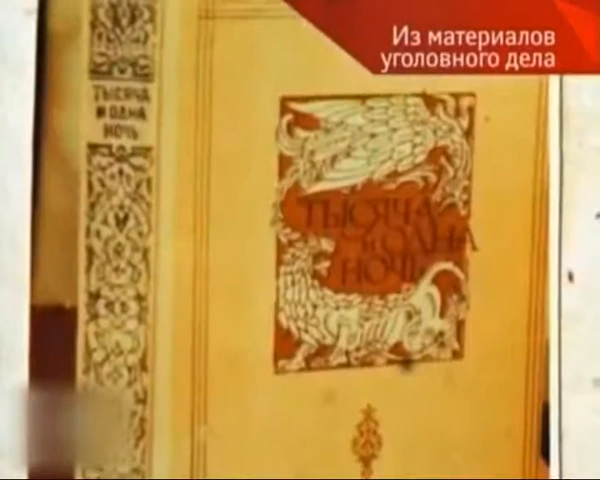 Из материалов
уголовного дела
ТЫСЯЧА
И ОДНА
НОЧЬ
ТЫСЯЧА
И ОДНА
НОЧЬ